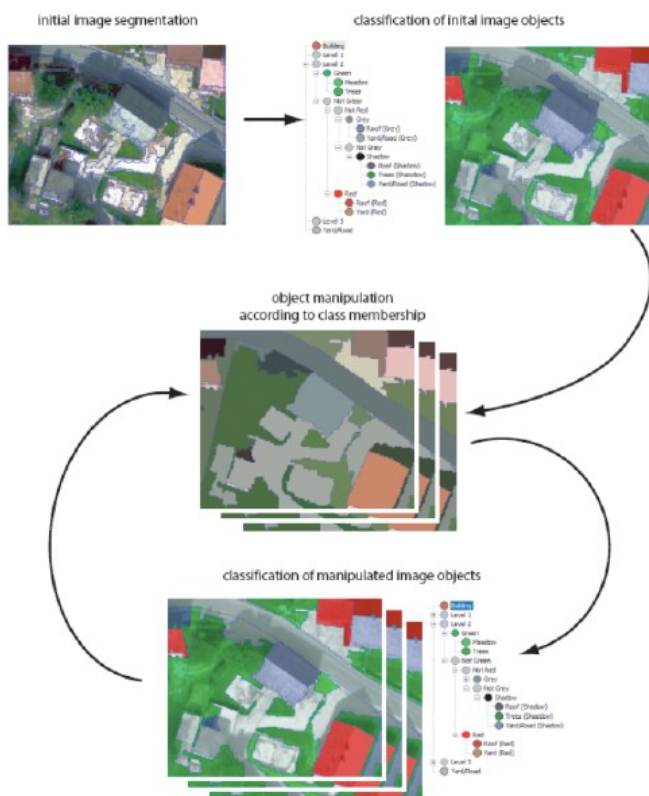 initial image segmentation
classification of inital image objects
Building
Level 1
Level 2
Green
Meadow
Trees
Not Green
Not Red
Grey
Roof (Grey)
Yard/Road (Grey)
Not Grey
Shadow
Roof (Shadow)
Trees (Shadow)
Yard/Road (Shadow)
Red
Roof (Red)
Yard (Red)
Level 3
Yard/Road
object manipulation
according to class membership
classification of manipulated image objects
Building
Level 1
Level 2
Green
Meadow
Trees
Not Green
Not Red
Grey
Not Grey
Shadow
Roof (Shadow)
Trees (Shadow)
Yard/Road (Shadow)
Red
Roof (Red)
Yard (Red)
Level 3
Yard/Road